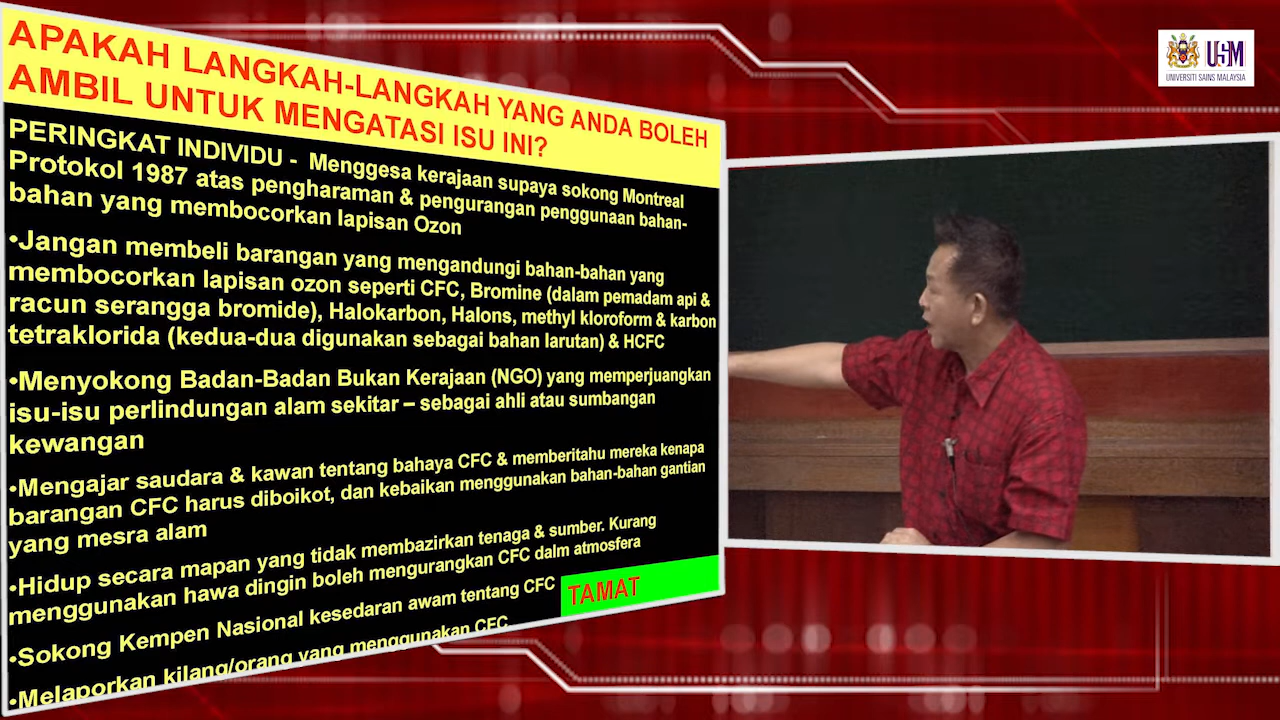 APAKAH LANGKAH-LANGKAH YANG ANDA BOLEH
AMBIL UNTUK MENGATASI ISU INI?
PERINGKAT INDIVIDU - Menggesa kerajaan supaya sokong Montreal
Protokol 1987 atas pengharaman & pengurangan penggunaan bahan-
bahan yang membocorkan lapisan Ozon
•Jangan membeli barangan yang mengandungi bahan-bahan yang
membocorkan lapisan ozon seperti CFC, Bromine (dalam pemadam api &
racun serangga bromide), Halokarbon, Halons, methyl kloroform & karbon
tetraklorida (kedua-dua digunakan sebagai bahan larutan) & HCFC
•Menyokong Badan-Badan Bukan Kerajaan (NGO) yang memperjuangkan
isu-isu perlindungan alam sekitar – sebagai ahli atau sumbangan
kewangan
•Mengajar saudara & kawan tentang bahaya CFC & memberitahu mereka kenapa
barangan CFC harus diboikot, dan kebaikan menggunakan bahan-bahan gantian
yang mesra alam
•Hidup secara mapan yang tidak membazirkan tenaga & sumber. Kurang
menggunakan hawa dingin boleh mengurangkan CFC dalm atmosfera
•Sokong Kempen Nasional kesedaran awam tentang CFC
•Melaporkan kilang/orang yang menggunakan CFC
TAMAT
USM
UNIVERSITI SAINS MALAYSIA